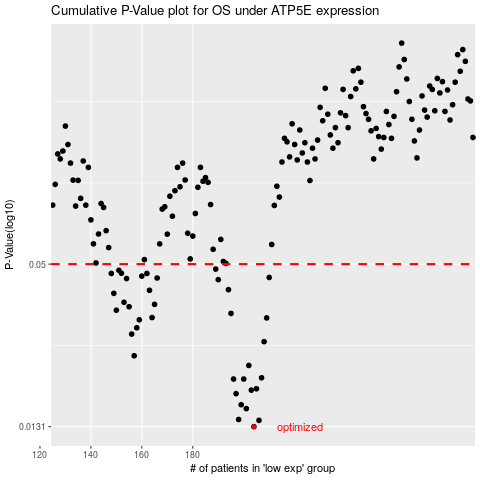 Cumulative P-Value plot for OS under ATP5E expression
P-Value(log10)
0.05
0.0131
optimized
120 140 160 180
# of patients in 'low exp' group